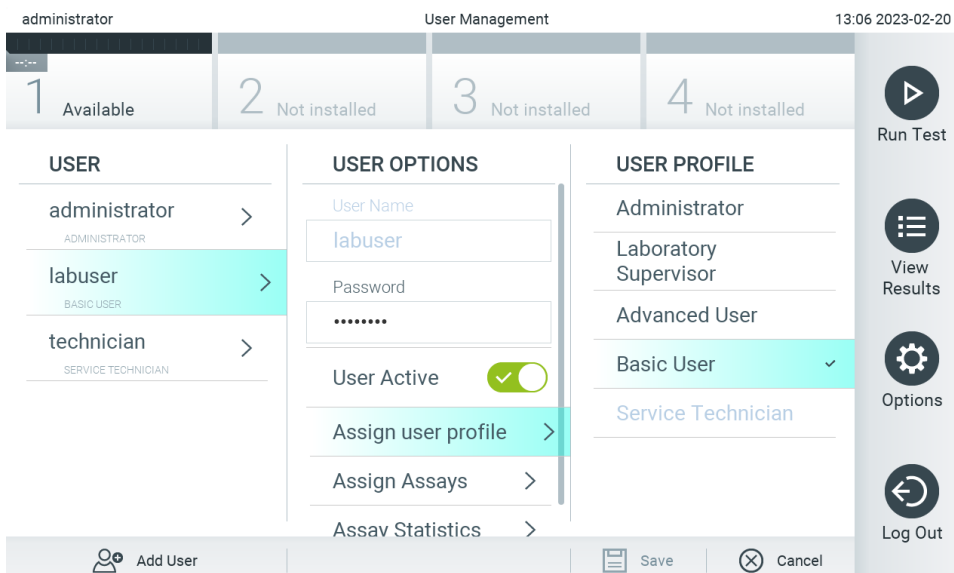 administrator
User Management
13:06 2023-02-20
--:--
1 Available
2 Not installed
3 Not installed
4 Not installed
USER
administrator
ADMINISTRATOR
labuser
BASIC USER
technician
SERVICE TECHNICIAN
USER OPTIONS
User Name
labuser
Password
••••••••
User Active
Assign user profile
Assign Assays
Assay Statistics
USER PROFILE
Administrator
Laboratory
Supervisor
Advanced User
Basic User
Service Technician
Run Test
View
Results
Options
Log Out
Add User
Save
Cancel